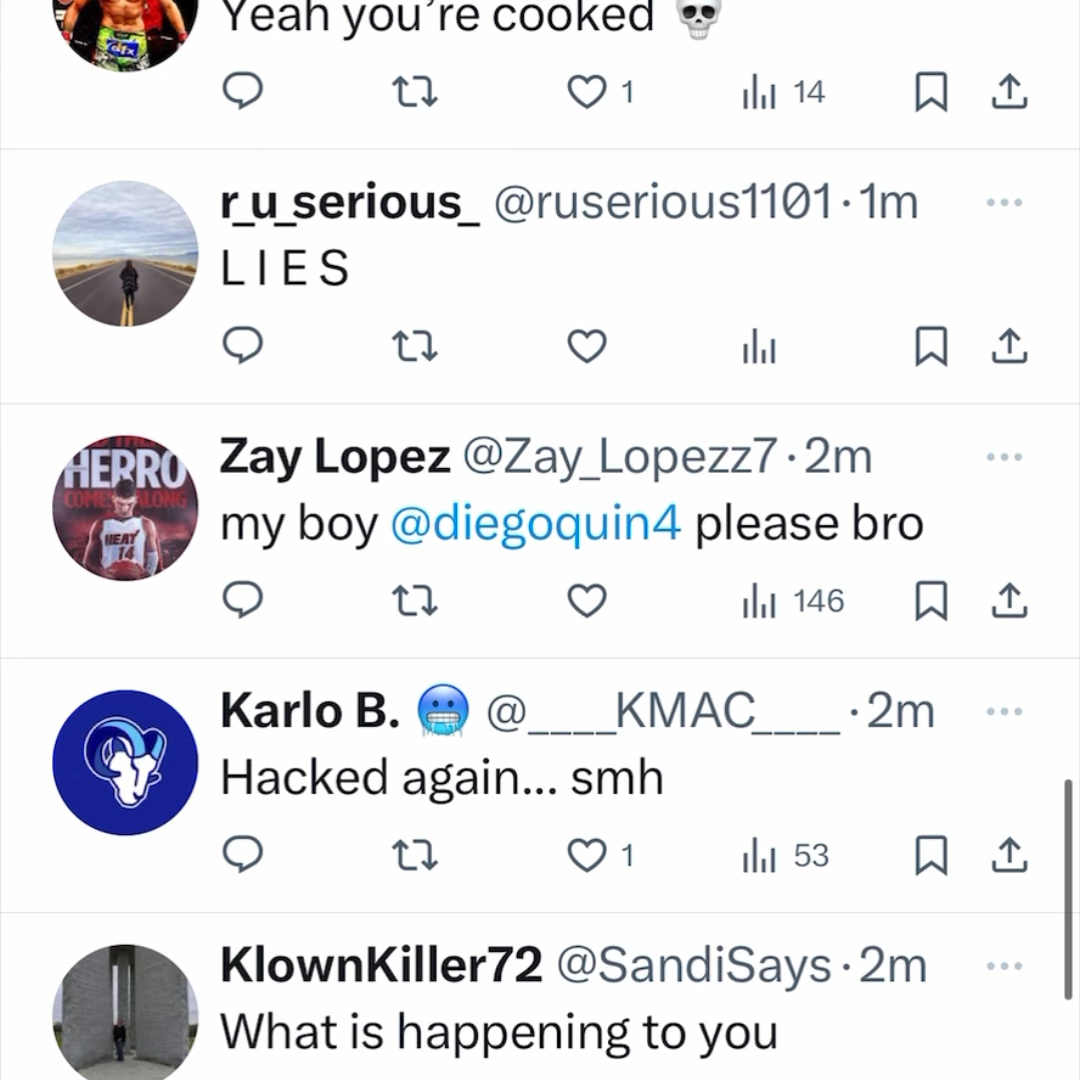 Yeah you're cooked 💀
1 14
r_u_serious_ @ruserious1101 · 1m
L I E S
Zay Lopez @Zay_Lopezz7 · 2m
HERRO
COMES ALONG
HEAT
14
my boy @diegoquin4 please bro
146
Karlo B. 🥶 @____KMAC____ · 2m
Hacked again... smh
1 53
KlownKiller72 @SandiSays · 2m
What is happening to you